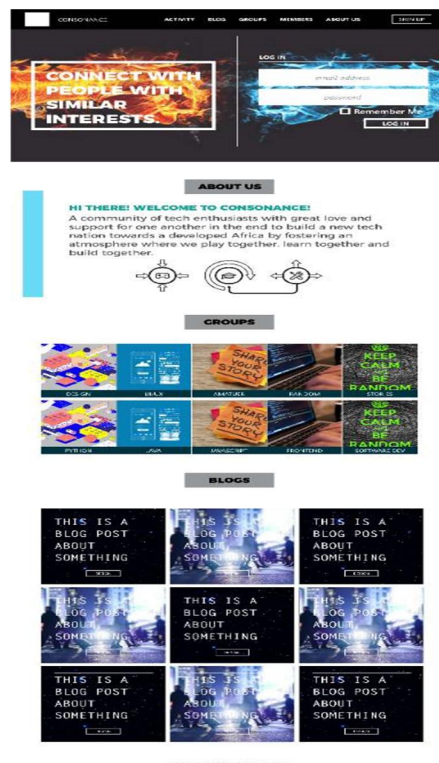 CONSONANCE
ACTIVITY BLOG GROUPS MEMBERS ABOUT US SIGN UP
CONNECT WITH
PEOPLE WITH
SIMILAR
INTERESTS.
LOG IN
email address
password
Remember Me
LOG IN
ABOUT US
HI THERE! WELCOME TO CONSONANCE!
A community of tech enthusiasts with great love and
support for one another in the end to build a new tech
nation towards a developed Africa by fostering an
atmosphere where we play together, learn together and
build together.
GROUPS
SHARE
YOUR
STORY
KEEP
CALM
AND
BE
RANDOM
DESIGN UI/UX AMATUER RANDOM STORIES
SHARE
YOUR
STORY
KEEP
CALM
AND
BE
RANDOM
PYTHON JAVA JAVASCRIPT FRONTEND SOFTWARE DEV
BLOGS
THIS IS A
BLOG POST
ABOUT
SOMETHING
THIS IS A
BLOG POST
ABOUT
SOMETHING
THIS IS A
BLOG POST
ABOUT
SOMETHING
THIS IS A
BLOG POST
ABOUT
SOMETHING
THIS IS A
BLOG POST
ABOUT
SOMETHING
THIS IS A
BLOG POST
ABOUT
SOMETHING
THIS IS A
BLOG POST
ABOUT
SOMETHING
THIS IS A
BLOG POST
ABOUT
SOMETHING
THIS IS A
BLOG POST
ABOUT
SOMETHING